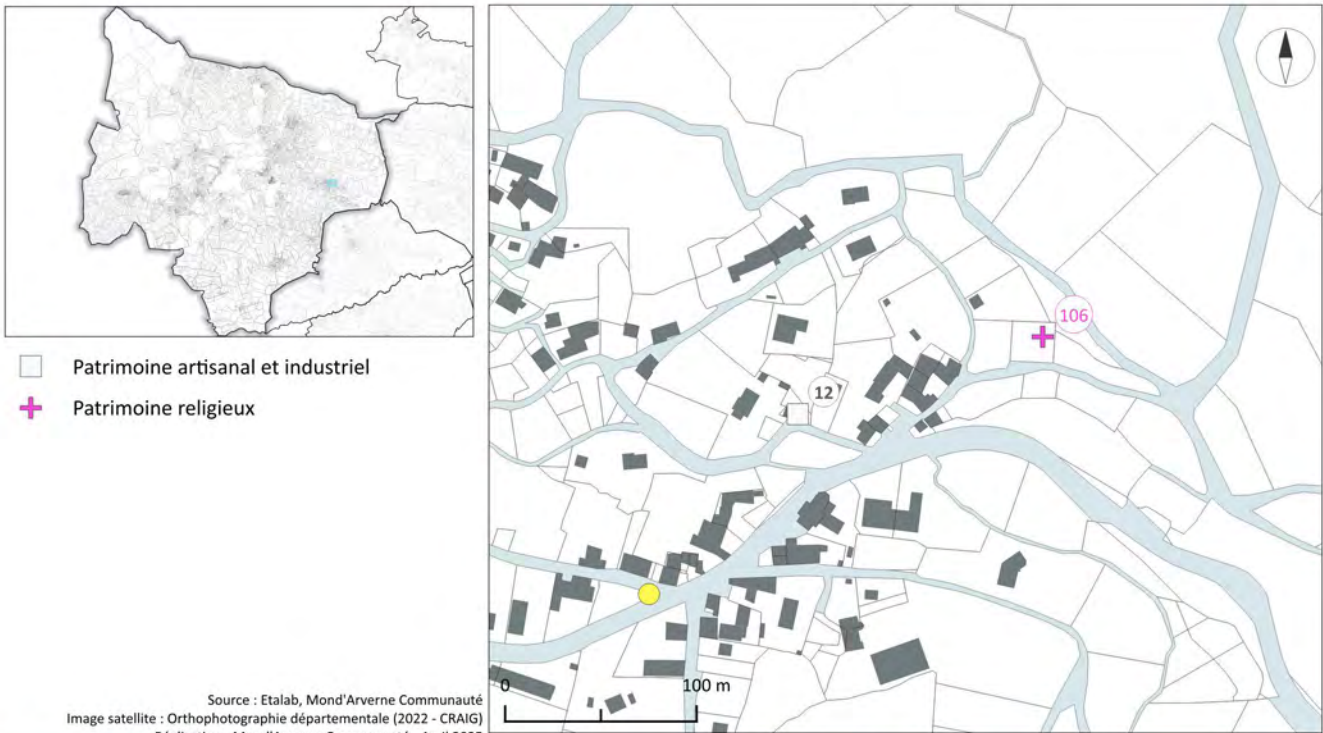 Patrimoine artisanal et industriel
Patrimoine religieux
Source : Etalab, Mond'Arverne Communauté
Image satellite : Orthophotographie départementale (2022 - CRAIG)
106
12
0
100 m